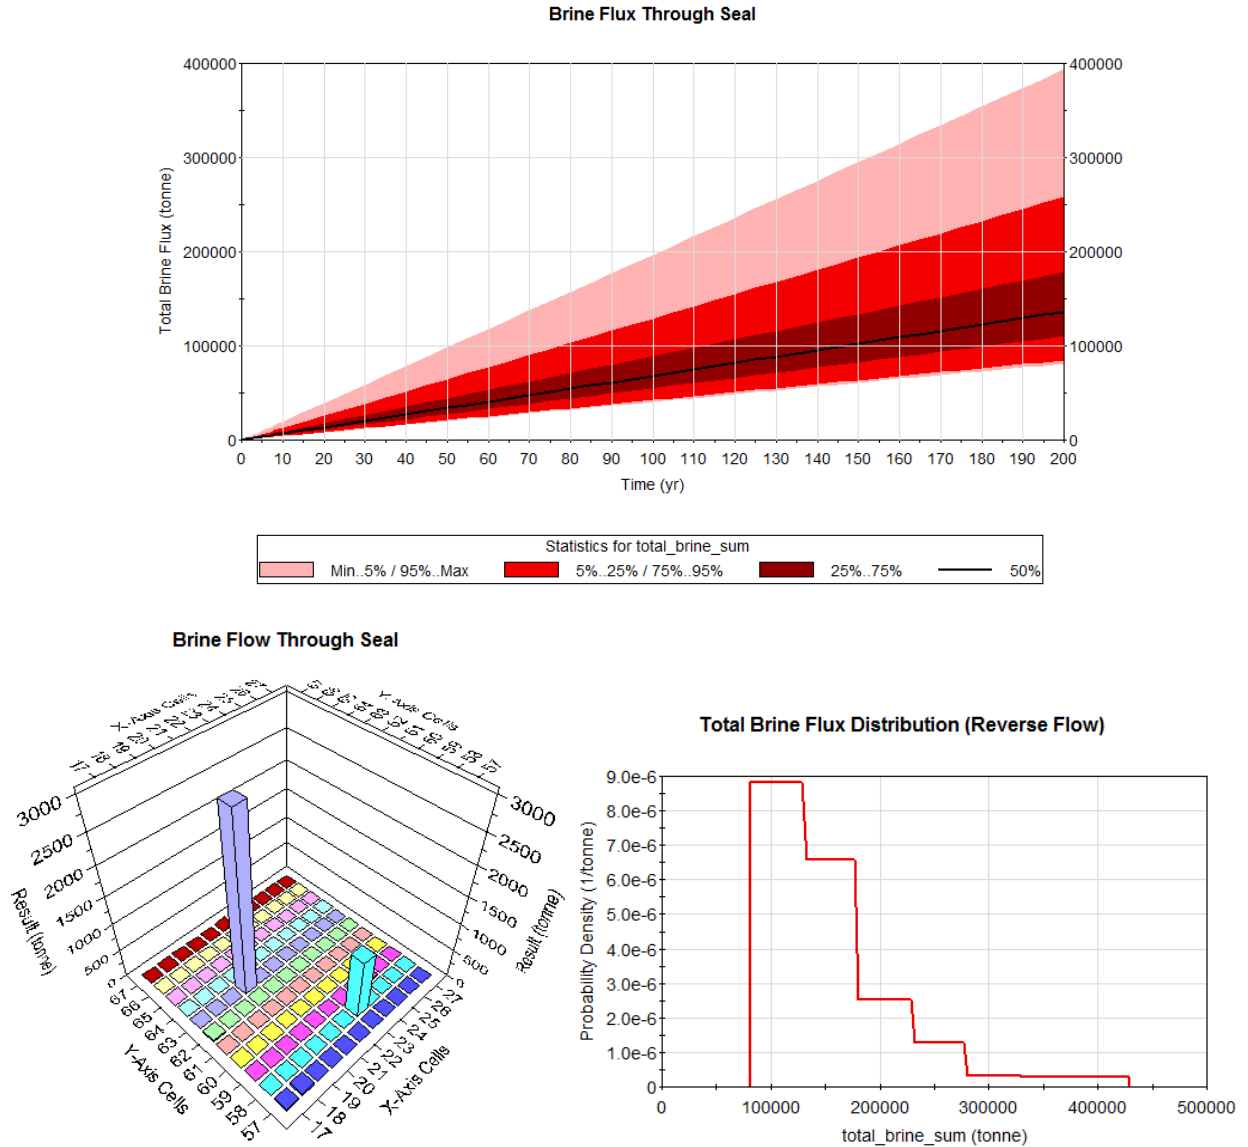 Brine Flux Through Seal
400000 400000
300000 300000
200000 200000
100000 100000
0 0
Total Brine Flux (tonne)
0 10 20 30 40 50 60 70 80 90 100 110 120 130 140 150 160 170 180 190 200
Time (yr)
Statistics for total_brine_sum
Min..5% / 95%..Max 5%..25% / 75%..95% 25%..75% 50%
Brine Flow Through Seal
X-Axis Cells
Y-Axis Cells
17 18 19 20 21
57
3000 3000
2500 2500
2000 2000
1500 1500
1000 1000
500 500
0 0
Result (tonne)
Result (tonne)
67 66 65 64 63 62 61 60 59 58 57
Y-Axis Cells
17 18 19 20 21 22 23 24 25 26 27
X-Axis Cells
Total Brine Flux Distribution (Reverse Flow)
9.0e-6
8.0e-6
7.0e-6
6.0e-6
5.0e-6
4.0e-6
3.0e-6
2.0e-6
1.0e-6
0
Probability Density (1/tonne)
0 100000 200000 300000 400000 500000
total_brine_sum (tonne)